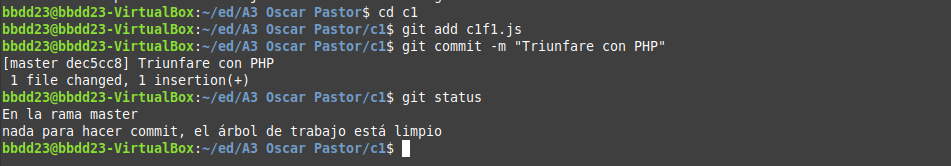 bbdd23@bbdd23-VirtualBox:~/ed/A3 Oscar Pastor$ cd c1
bbdd23@bbdd23-VirtualBox:~/ed/A3 Oscar Pastor/c1$ git add c1f1.js
bbdd23@bbdd23-VirtualBox:~/ed/A3 Oscar Pastor/c1$ git commit -m "Triunfare con PHP"
[master dec5cc8] Triunfare con PHP
 1 file changed, 1 insertion(+)
bbdd23@bbdd23-VirtualBox:~/ed/A3 Oscar Pastor/c1$ git status
En la rama master
nada para hacer commit, el árbol de trabajo está limpio
bbdd23@bbdd23-VirtualBox:~/ed/A3 Oscar Pastor/c1$